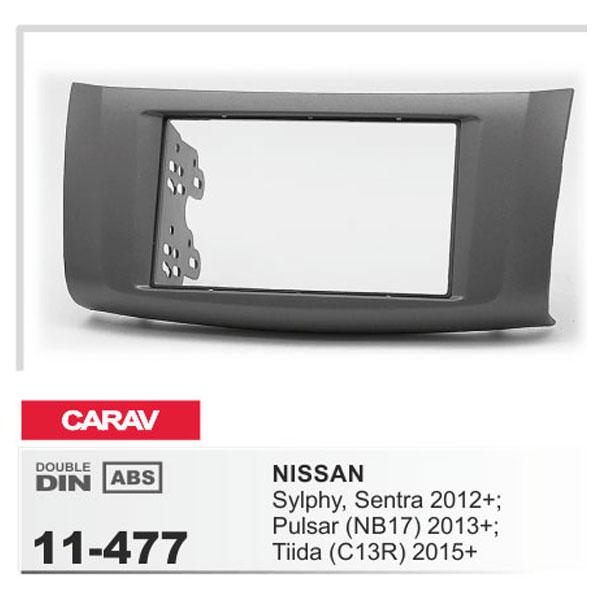 CARAV
DOUBLE
DIN ABS
11-477
NISSAN
Sylphy, Sentra 2012+;
Pulsar (NB17) 2013+;
Tiida (C13R) 2015+